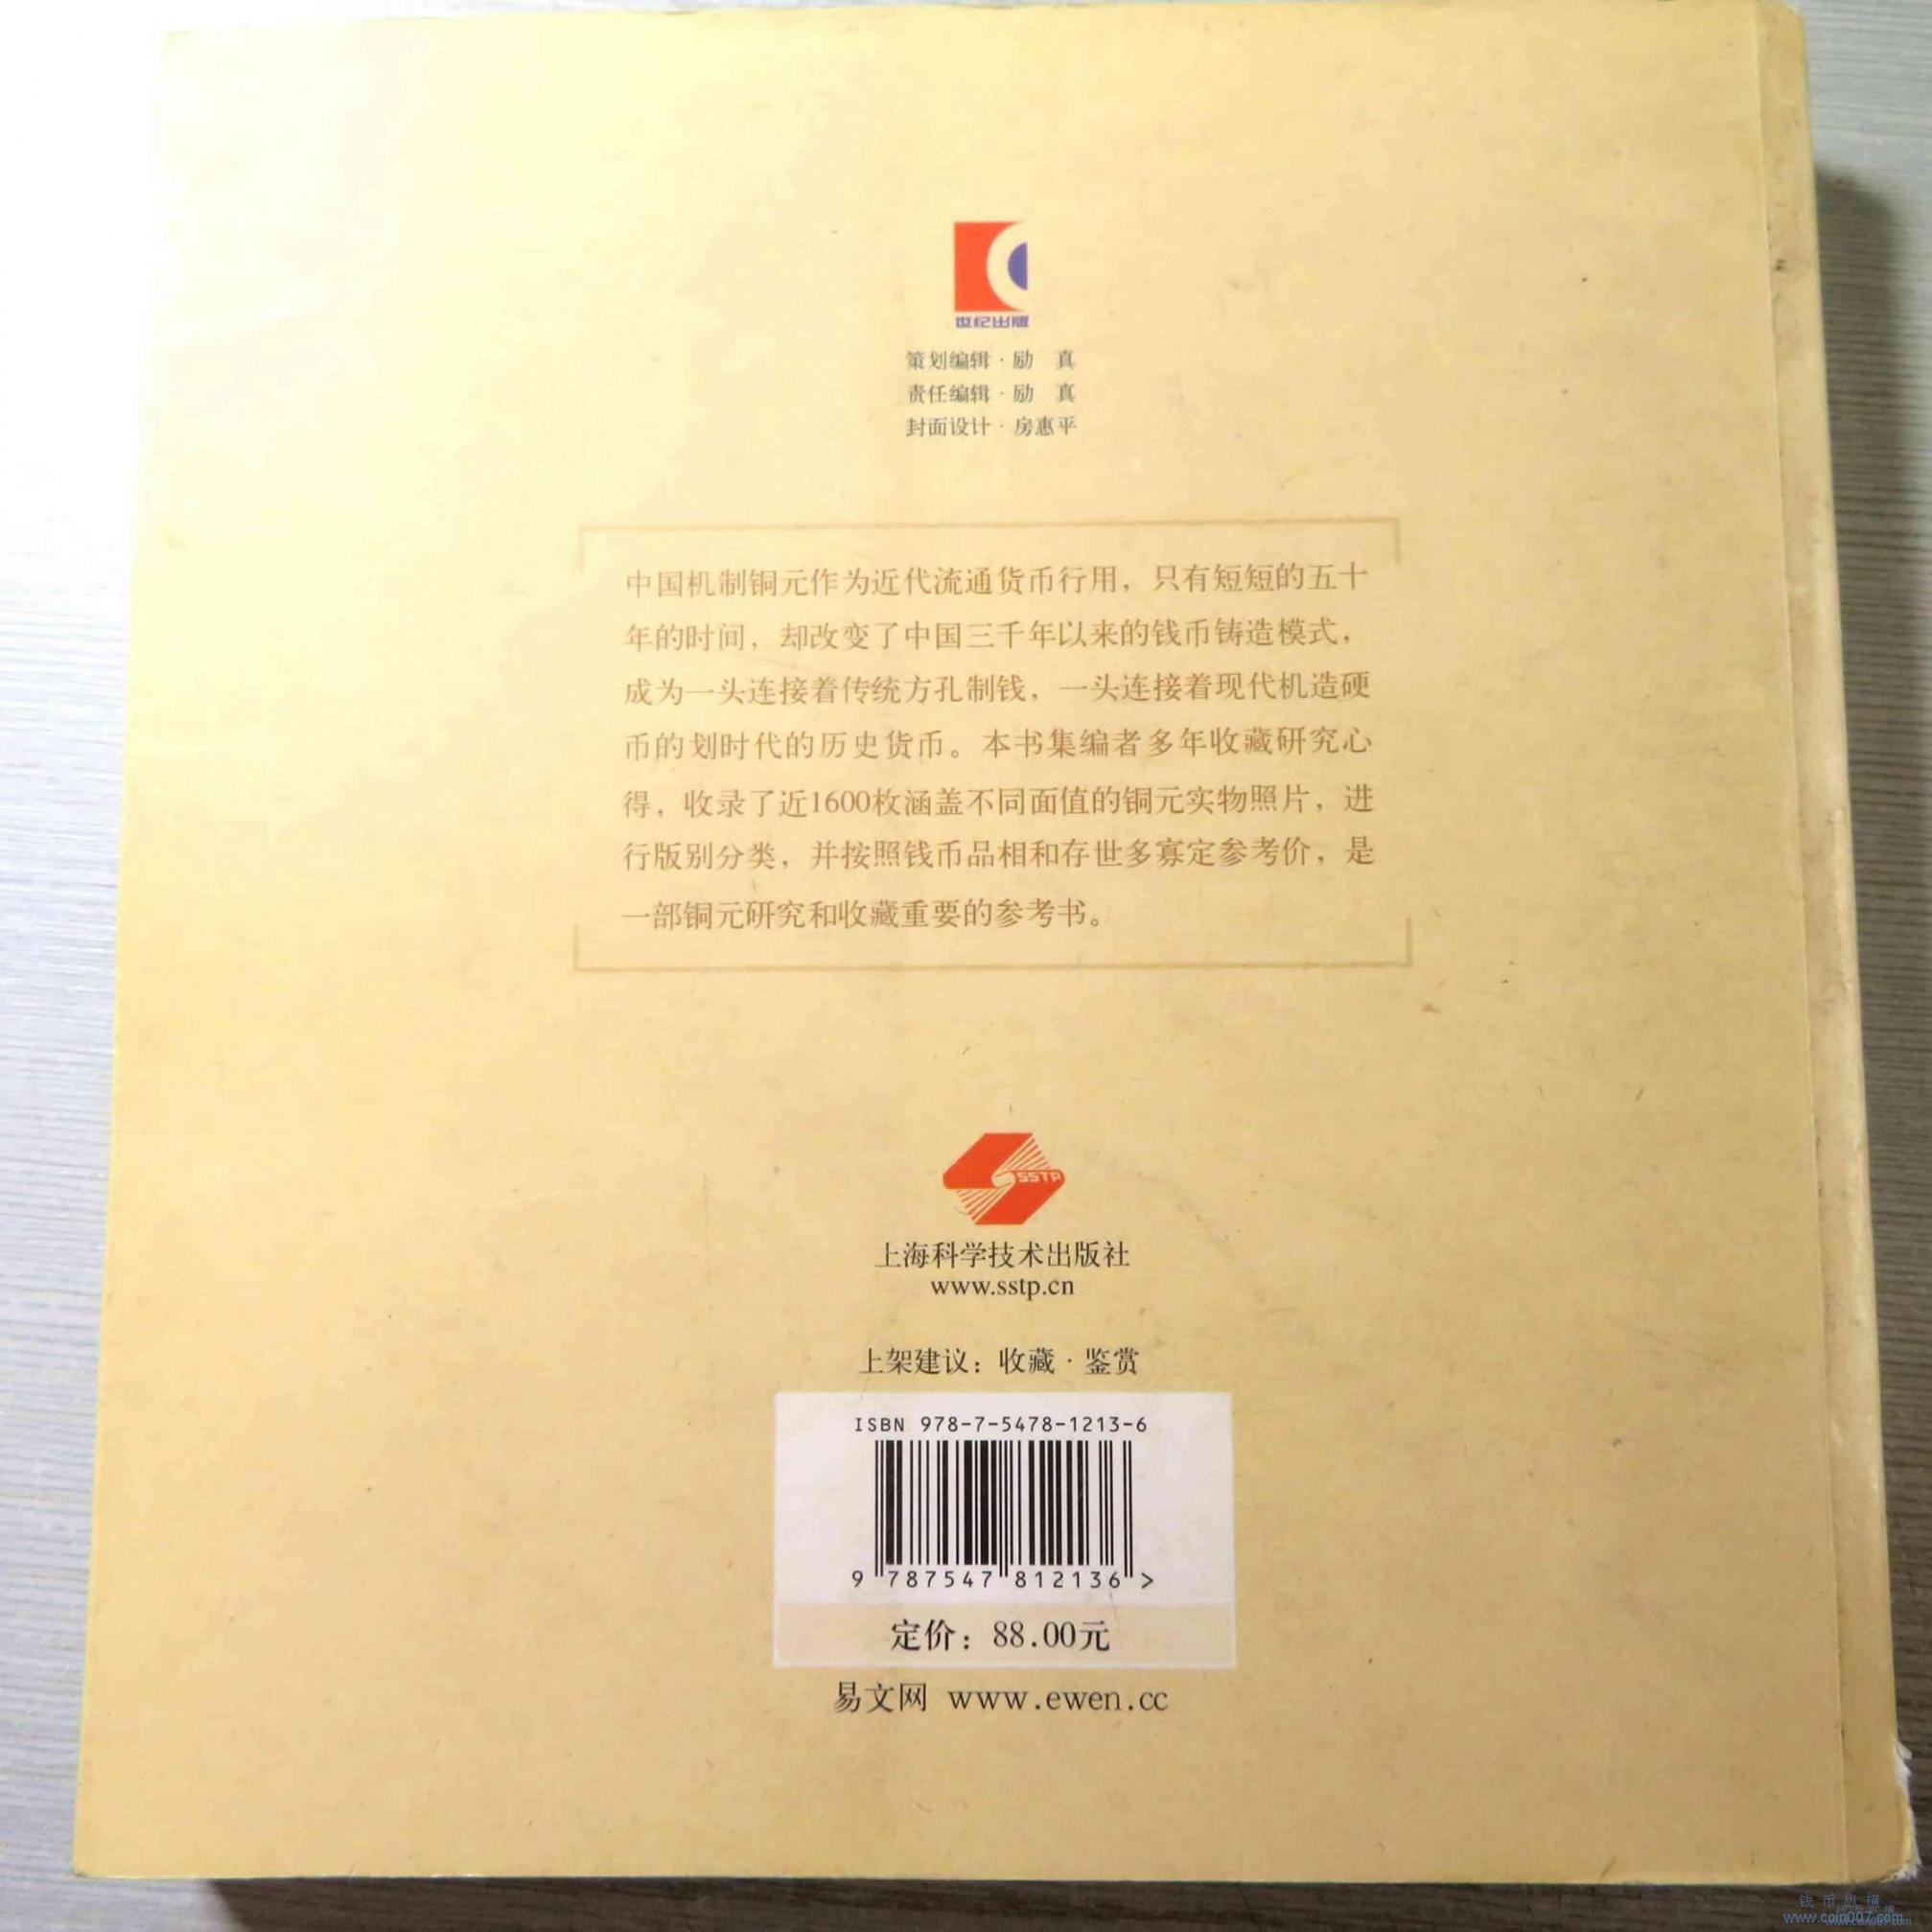 世纪出版
策划编辑·励 真
责任编辑·励 真
封面设计·房惠平
中国机制铜元作为近代流通货币行用，只有短短的五十
年的时间，却改变了中国三千年以来的钱币铸造模式，
成为一头连接着传统方孔制钱，一头连接着现代机造硬
币的划时代的历史货币。本书集编者多年收藏研究心
得，收录了近1600枚涵盖不同面值的铜元实物照片，进
行版别分类，并按照钱币品相和存世多寡定参考价，是
一部铜元研究和收藏重要的参考书。
SSTP
上海科学技术出版社
www.sstp.cn
上架建议：收藏·鉴赏
ISBN 978-7-5478-1213-6
9 787547 812136 >
定价：88.00元
易文网 www.ewen.cc
钱币纵横
www.coin007.com